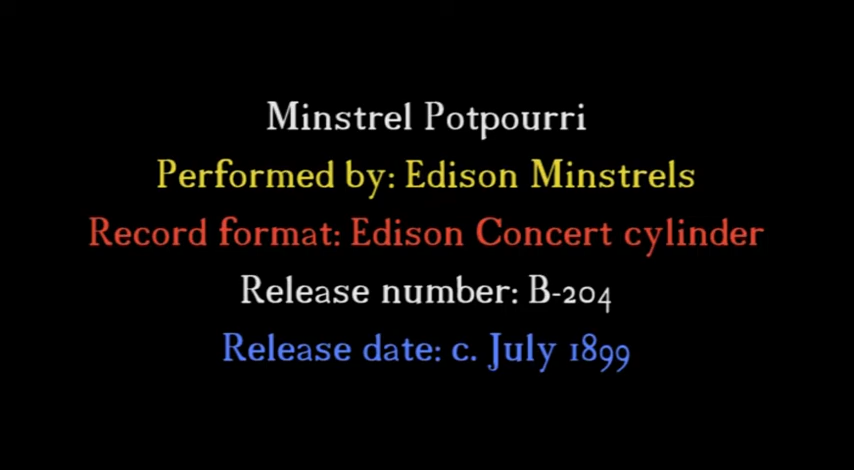 Minstrel Potpourri
Performed by: Edison Minstrels
Record format: Edison Concert cylinder
Release number: B-204
Release date: c. July 1899